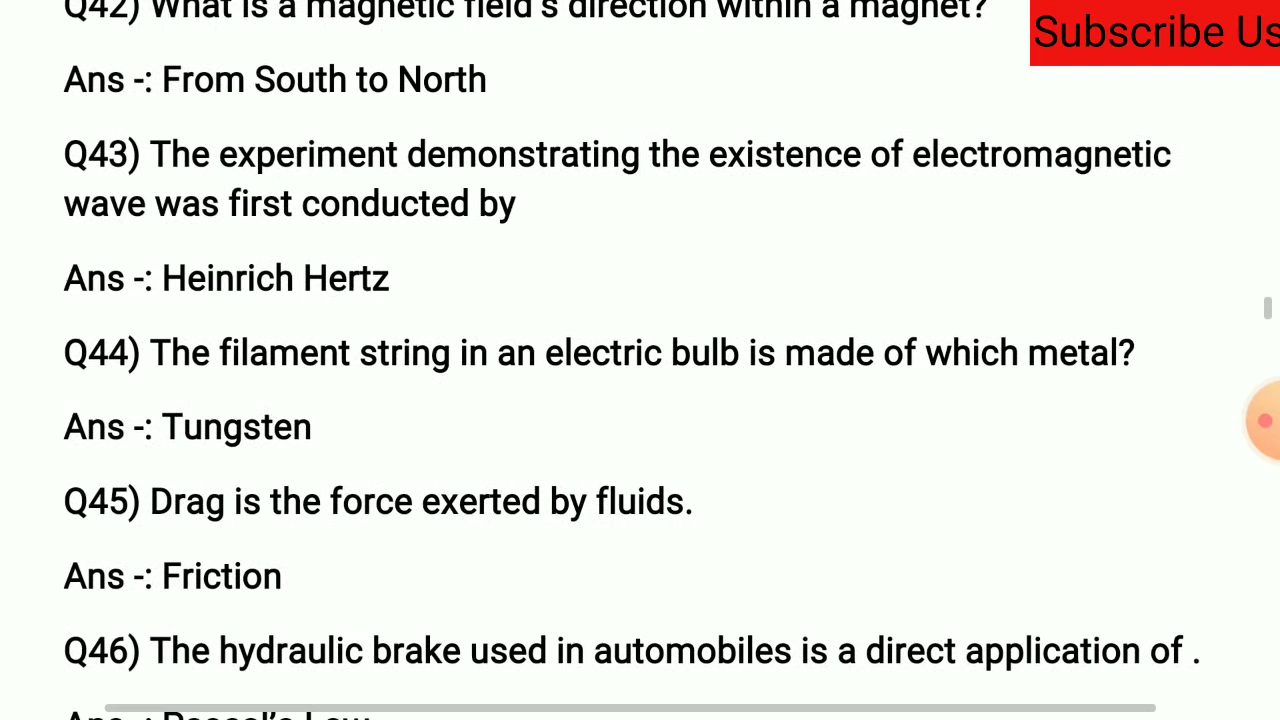 Q42) What is a magnetic field's direction within a magnet?
Subscribe Us
Ans -: From South to North
Q43) The experiment demonstrating the existence of electromagnetic
wave was first conducted by
Ans -: Heinrich Hertz
Q44) The filament string in an electric bulb is made of which metal?
Ans -: Tungsten
Q45) Drag is the force exerted by fluids.
Ans -: Friction
Q46) The hydraulic brake used in automobiles is a direct application of .
Ans -: Pascal's Law